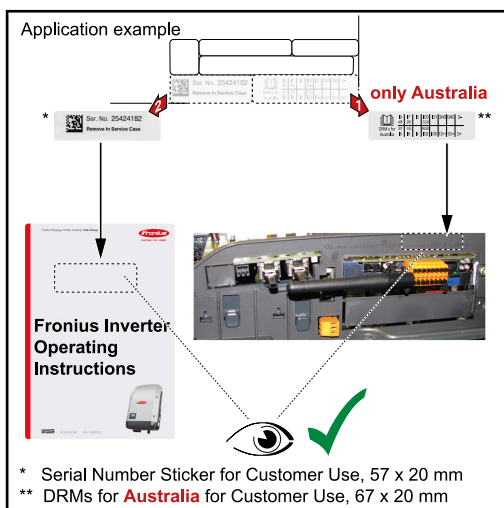 Application example
2
1
only Australia
Ser. No. 25424182
Remove In Service Case
*
Ser. No. 25424182
Remove In Service Case
**
DRMs for
Australia
Fronius
Fronius Inverter
Operating
Instructions
* Serial Number Sticker for Customer Use, 57 x 20 mm
** DRMs for Australia for Customer Use, 67 x 20 mm